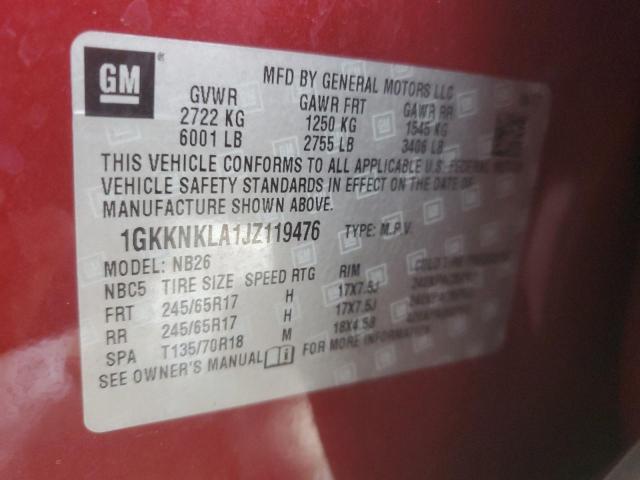 GM
MFD BY GENERAL MOTORS LLC
GVWR GAWR FRT GAWR RR
2722 KG 1250 KG 1545 KG
6001 LB 2755 LB 3406 LB
THIS VEHICLE CONFORMS TO ALL APPLICABLE U.S. FEDERAL
VEHICLE SAFETY STANDARDS IN EFFECT ON THE DATE OF
MANUFACTURE SHOWN ABOVE.
1GKKNKLA1JZ119476 TYPE: M.P.V.
MODEL: NB26
NBC5 TIRE SIZE SPEED RTG RIM COLD TIRE
FRT 245/65R17 H 17X7.5J
RR 245/65R17 H 17X7.5J
SPA T135/70R18 M 18X4.5B
SEE OWNER'S MANUAL i FOR MORE INFORMATION.